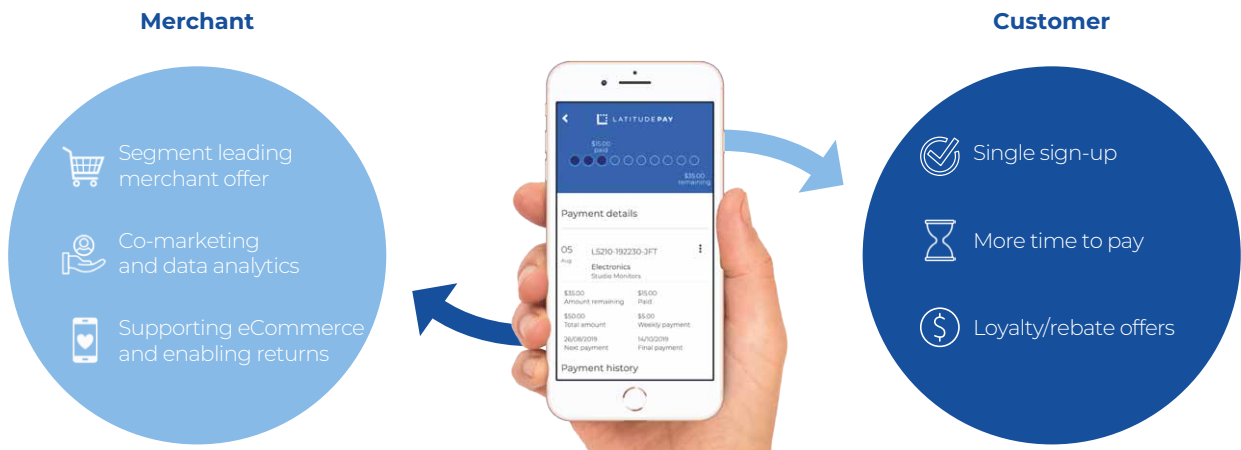 Merchant
Customer
Segment leading
merchant offer
Co-marketing
and data analytics
Supporting eCommerce
and enabling returns
LATITUDEPAY
$15.00
paid
$35.00
remaining
Payment details
05
Aug
L5210-192230-JFT
Electronics
Studio Monitors
$35.00
$15.00
Amount remaining
Paid
$50.00
$5.00
Total amount
Weekly payment
26/08/2019
14/10/2019
Next payment
Final payment
Payment history
Single sign-up
More time to pay
Loyalty/rebate offers